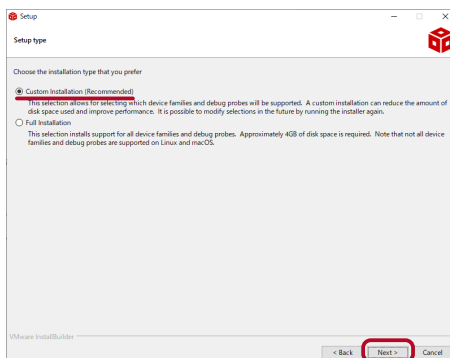 Setup
Setup type
Choose the installation type that you prefer
Custom Installation (Recommended)
This selection allows for selecting which device families and debug probes will be supported. A custom installation can reduce the amount of
disk space used and improve performance. It is possible to modify selections in the future by running the installer again.
Full Installation
This selection installs support for all device families and debug probes. Approximately 4GB of disk space is required. Note that not all device
families and debug probes are supported on Linux and macOS.
VMware InstallBuilder
< Back Next > Cancel